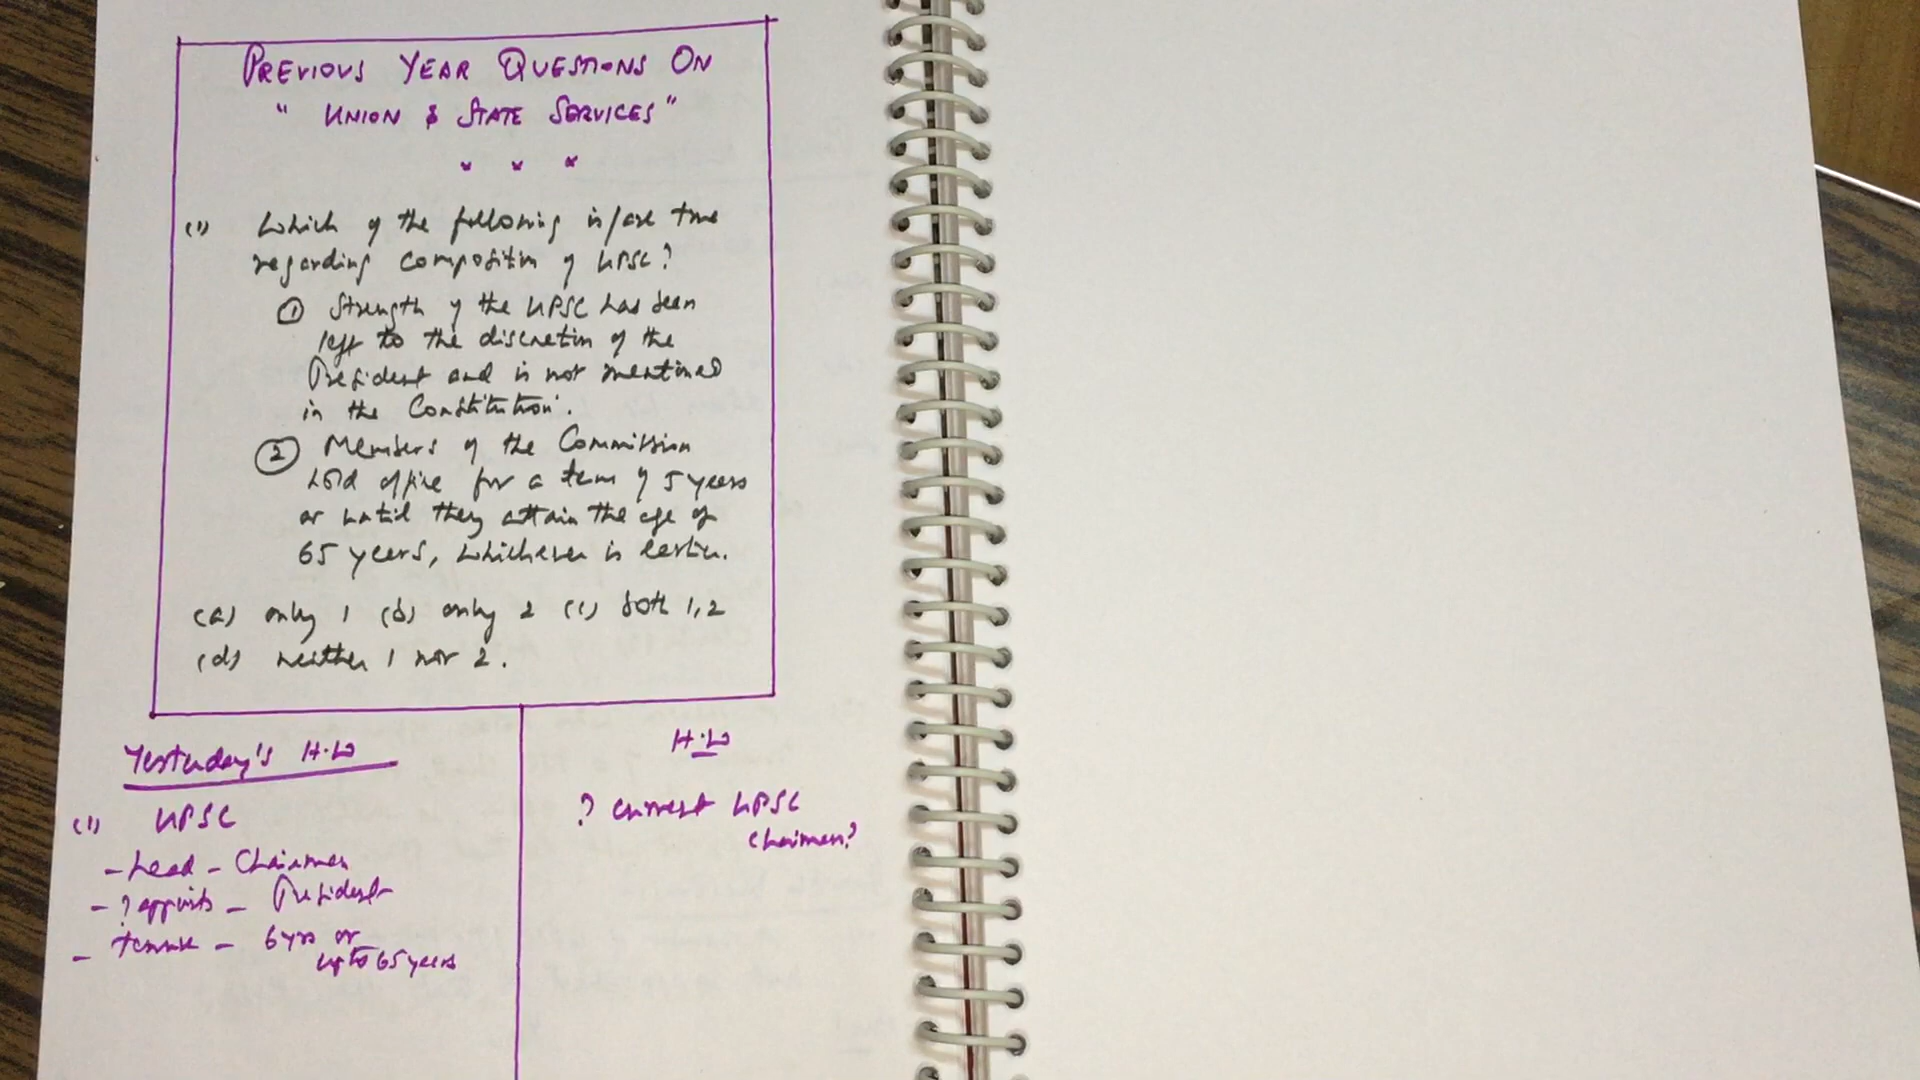 PREVIOUS YEAR QUESTIONS ON
" UNION & STATE SERVICES"
x x x
(1) Which of the following is/are true
regarding composition of UPSC?
① Strength of the UPSC has been
left to the discretion of the
President and is not mentioned
in the Constitution.
② Members of the Commission
hold office for a term of 5 years
or until they attain the age of
65 years, whichever is earlier.
(a) only 1 (b) only 2 (c) both 1,2
(d) neither 1 nor 2.
Yesterday's H.W
(1) UPSC
- head - Chairman
- ? appoints - President
- tenure - 6 yrs or
up to 65 years
H.W
? current UPSC
Chairman?